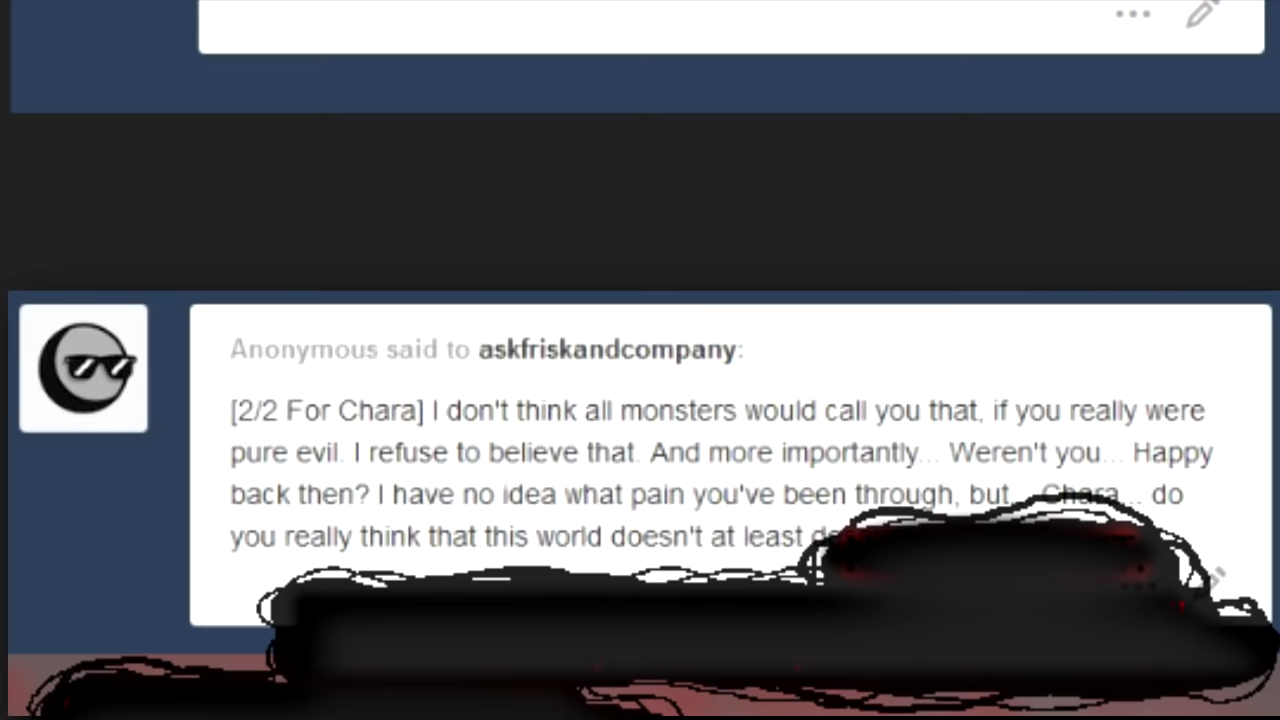 Anonymous said to askfriskandcompany:
[2/2 For Chara] I don't think all monsters would call you that, if you really were
pure evil. I refuse to believe that. And more importantly... Weren't you... Happy
back then? I have no idea what pain you've been through, but... Chara... do
you really think that this world doesn't at least